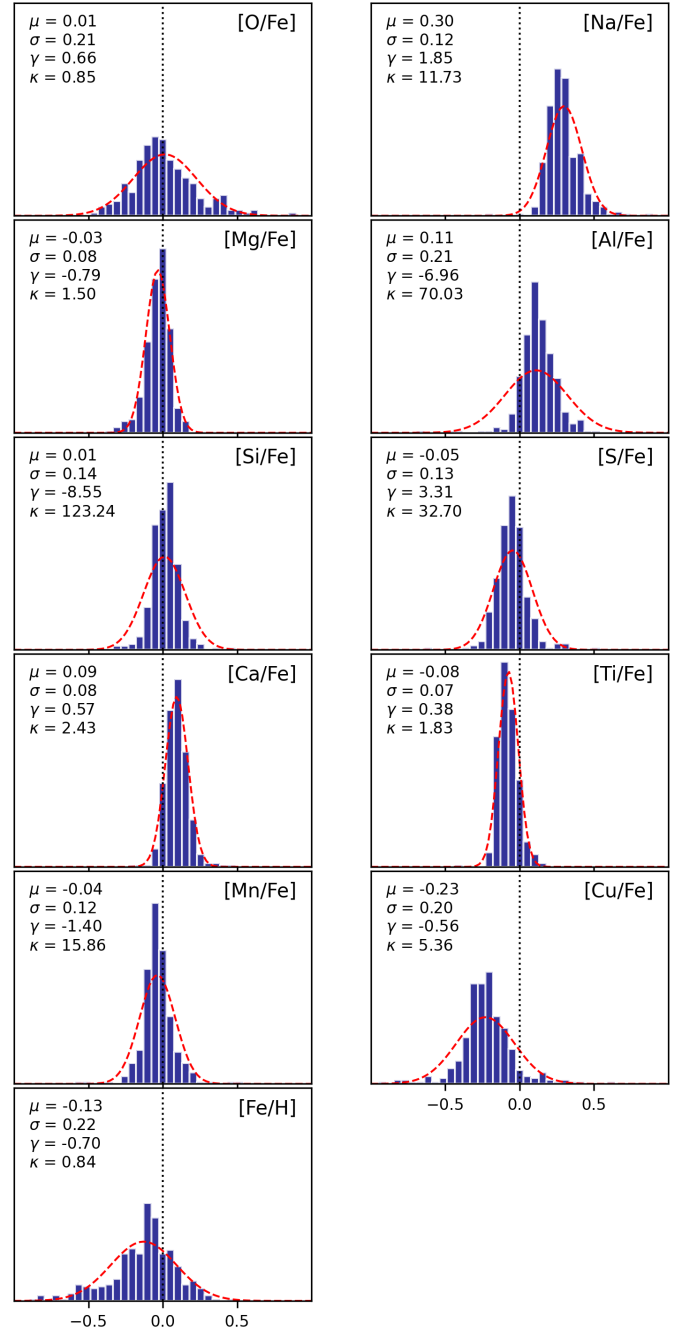 μ = 0.01
σ = 0.21
γ = 0.66
κ = 0.85
[O/Fe]
μ = 0.30
σ = 0.12
γ = 1.85
κ = 11.73
[Na/Fe]
μ = -0.03
σ = 0.08
γ = -0.79
κ = 1.50
[Mg/Fe]
μ = 0.11
σ = 0.21
γ = -6.96
κ = 70.03
[Al/Fe]
μ = 0.01
σ = 0.14
γ = -8.55
κ = 123.24
[Si/Fe]
μ = -0.05
σ = 0.13
γ = 3.31
κ = 32.70
[S/Fe]
μ = 0.09
σ = 0.08
γ = 0.57
κ = 2.43
[Ca/Fe]
μ = -0.08
σ = 0.07
γ = 0.38
κ = 1.83
[Ti/Fe]
μ = -0.04
σ = 0.12
γ = -1.40
κ = 15.86
[Mn/Fe]
μ = -0.23
σ = 0.20
γ = -0.56
κ = 5.36
[Cu/Fe]
−0.5 0.0 0.5
μ = -0.13
σ = 0.22
γ = -0.70
κ = 0.84
[Fe/H]
−0.5 0.0 0.5